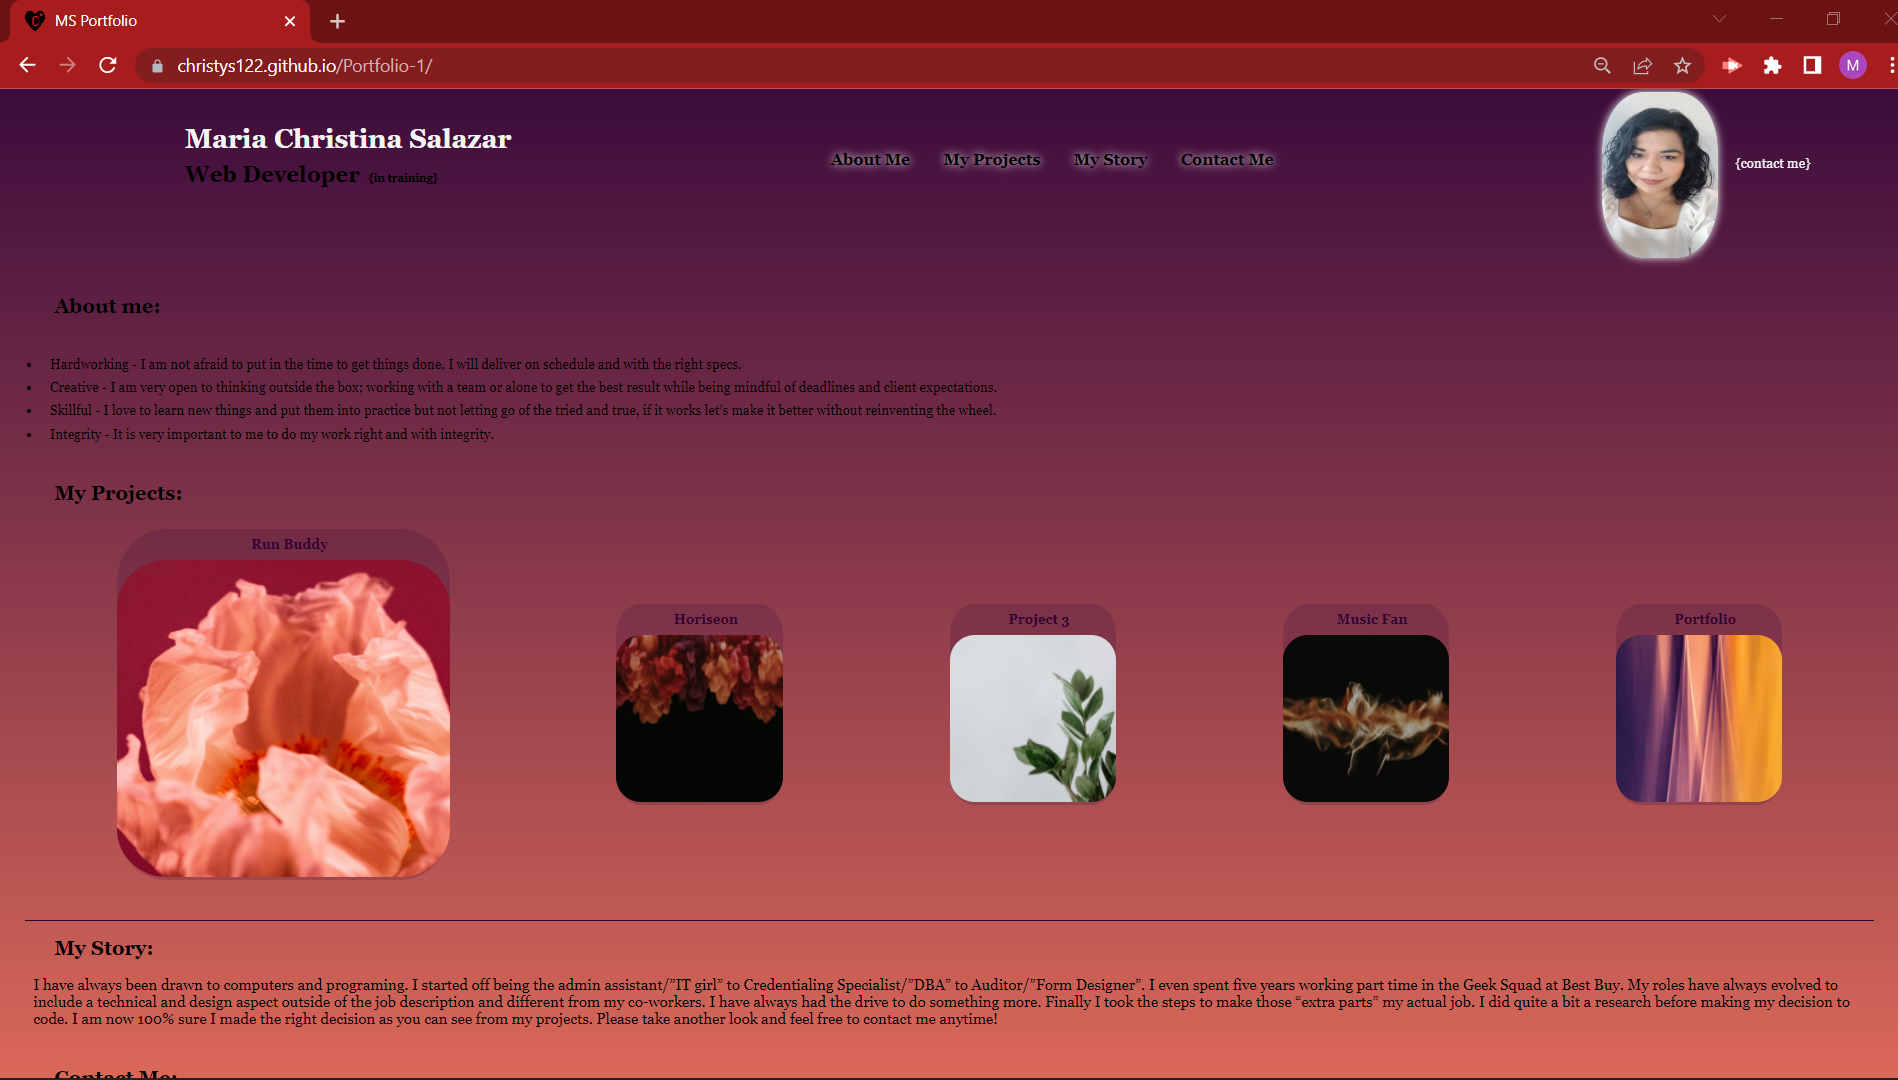 MS Portfolio
christys122.github.io/Portfolio-1/
M
Maria Christina Salazar
Web Developer {in training}
About Me My Projects My Story Contact Me
{contact me}
About me:
Hardworking - I am not afraid to put in the time to get things done. I will deliver on schedule and with the right specs.
Creative - I am very open to thinking outside the box; working with a team or alone to get the best result while being mindful of deadlines and client expectations.
Skillful - I love to learn new things and put them into practice but not letting go of the tried and true, if it works let's make it better without reinventing the wheel.
Integrity - It is very important to me to do my work right and with integrity.
My Projects:
Run Buddy
Horiseon
Project 3
Music Fan
Portfolio
My Story:
I have always been drawn to computers and programing. I started off being the admin assistant/”IT girl” to Credentialing Specialist/”DBA” to Auditor/”Form Designer”. I even spent five years working part time in the Geek Squad at Best Buy. My roles have always evolved to
include a technical and design aspect outside of the job description and different from my co-workers. I have always had the drive to do something more. Finally I took the steps to make those “extra parts” my actual job. I did quite a bit a research before making my decision to
code. I am now 100% sure I made the right decision as you can see from my projects. Please take another look and feel free to contact me anytime!
Contact Me: